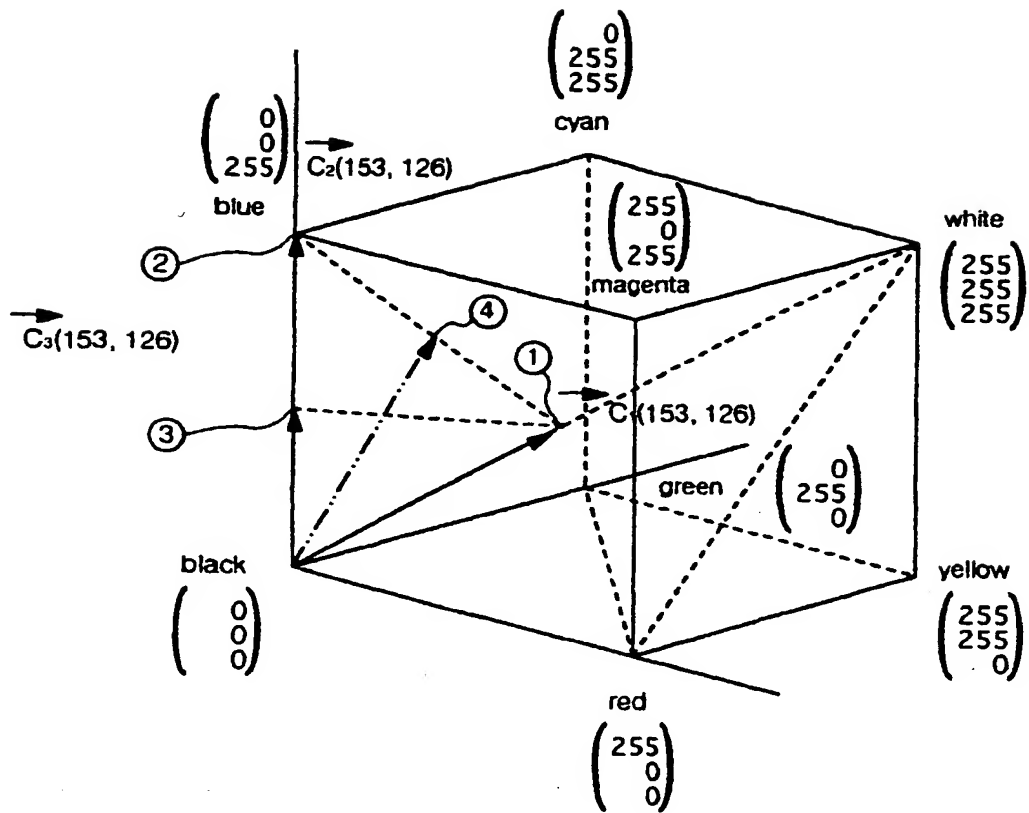 0
255
255
cyan
0
0
255
blue
C₂(153, 126)
255
0
255
magenta
white
255
255
255
②
④
①
C₃(153, 126)
C₁(153, 126)
③
green
0
255
0
black
0
0
0
yellow
255
255
0
red
255
0
0